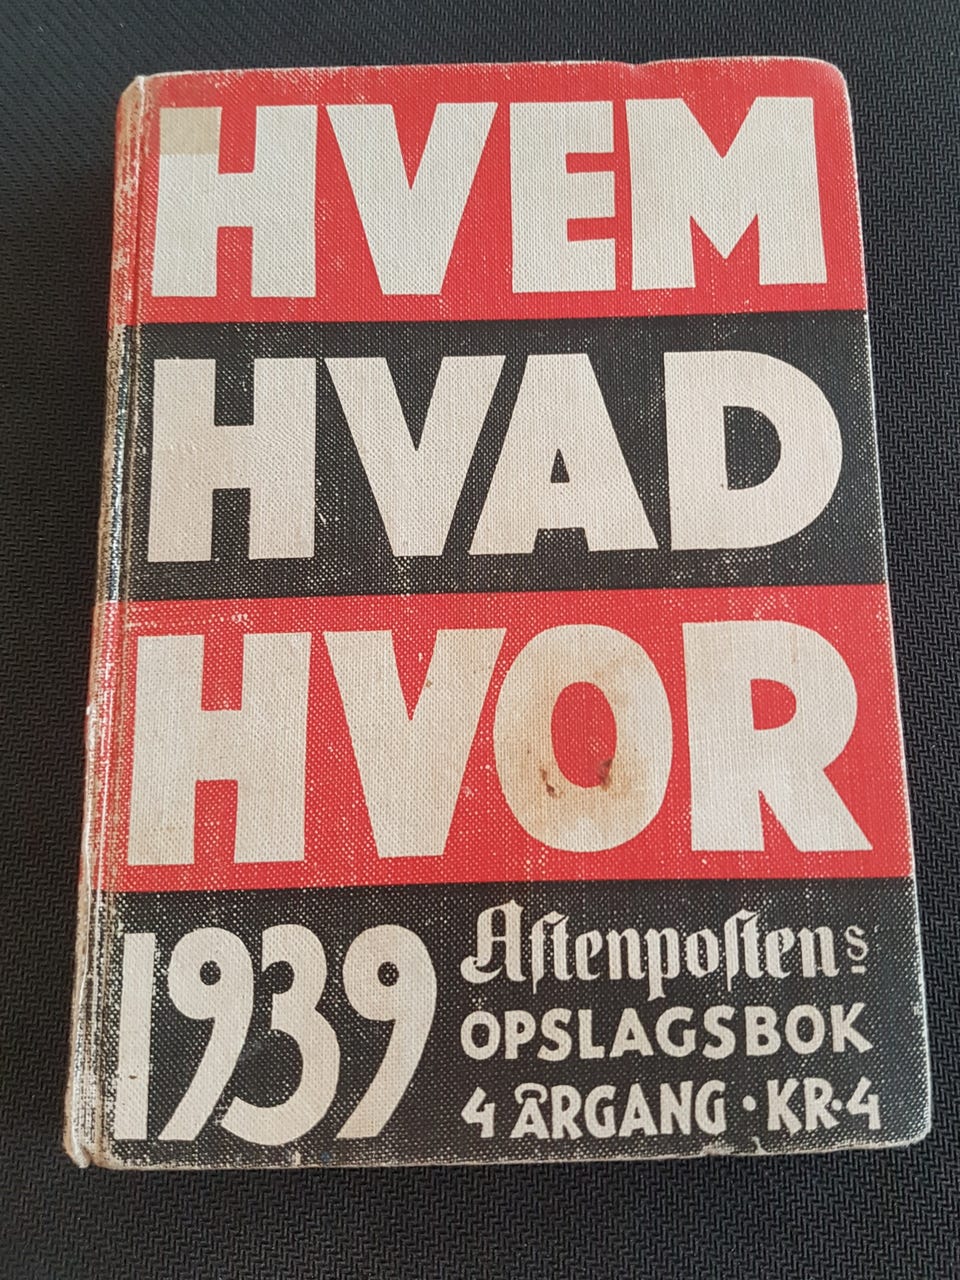 HVEM
HVAD
HVOR
1939
Aftenpostens
OPSLAGSBOK
4 ÅRGANG · KR·4